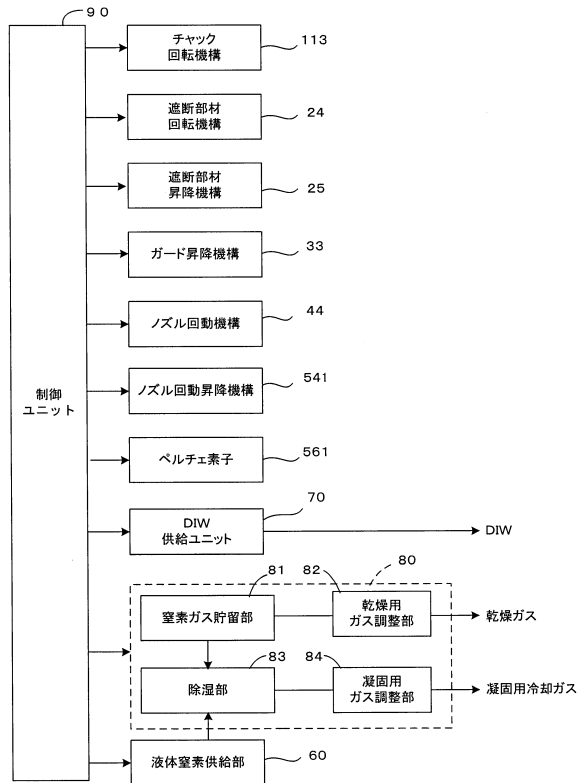 90
制御
ユニット
チャック
回転機構
113
遮断部材
回転機構
24
遮断部材
昇降機構
25
ガード昇降機構
33
ノズル回動機構
44
ノズル回動昇降機構
541
ペルチェ素子
561
DIW
供給ユニット
70
DIW
80
窒素ガス貯留部
81
乾燥用
ガス調整部
82
乾燥ガス
除湿部
83
凝固用
ガス調整部
84
凝固用冷却ガス
液体窒素供給部
60